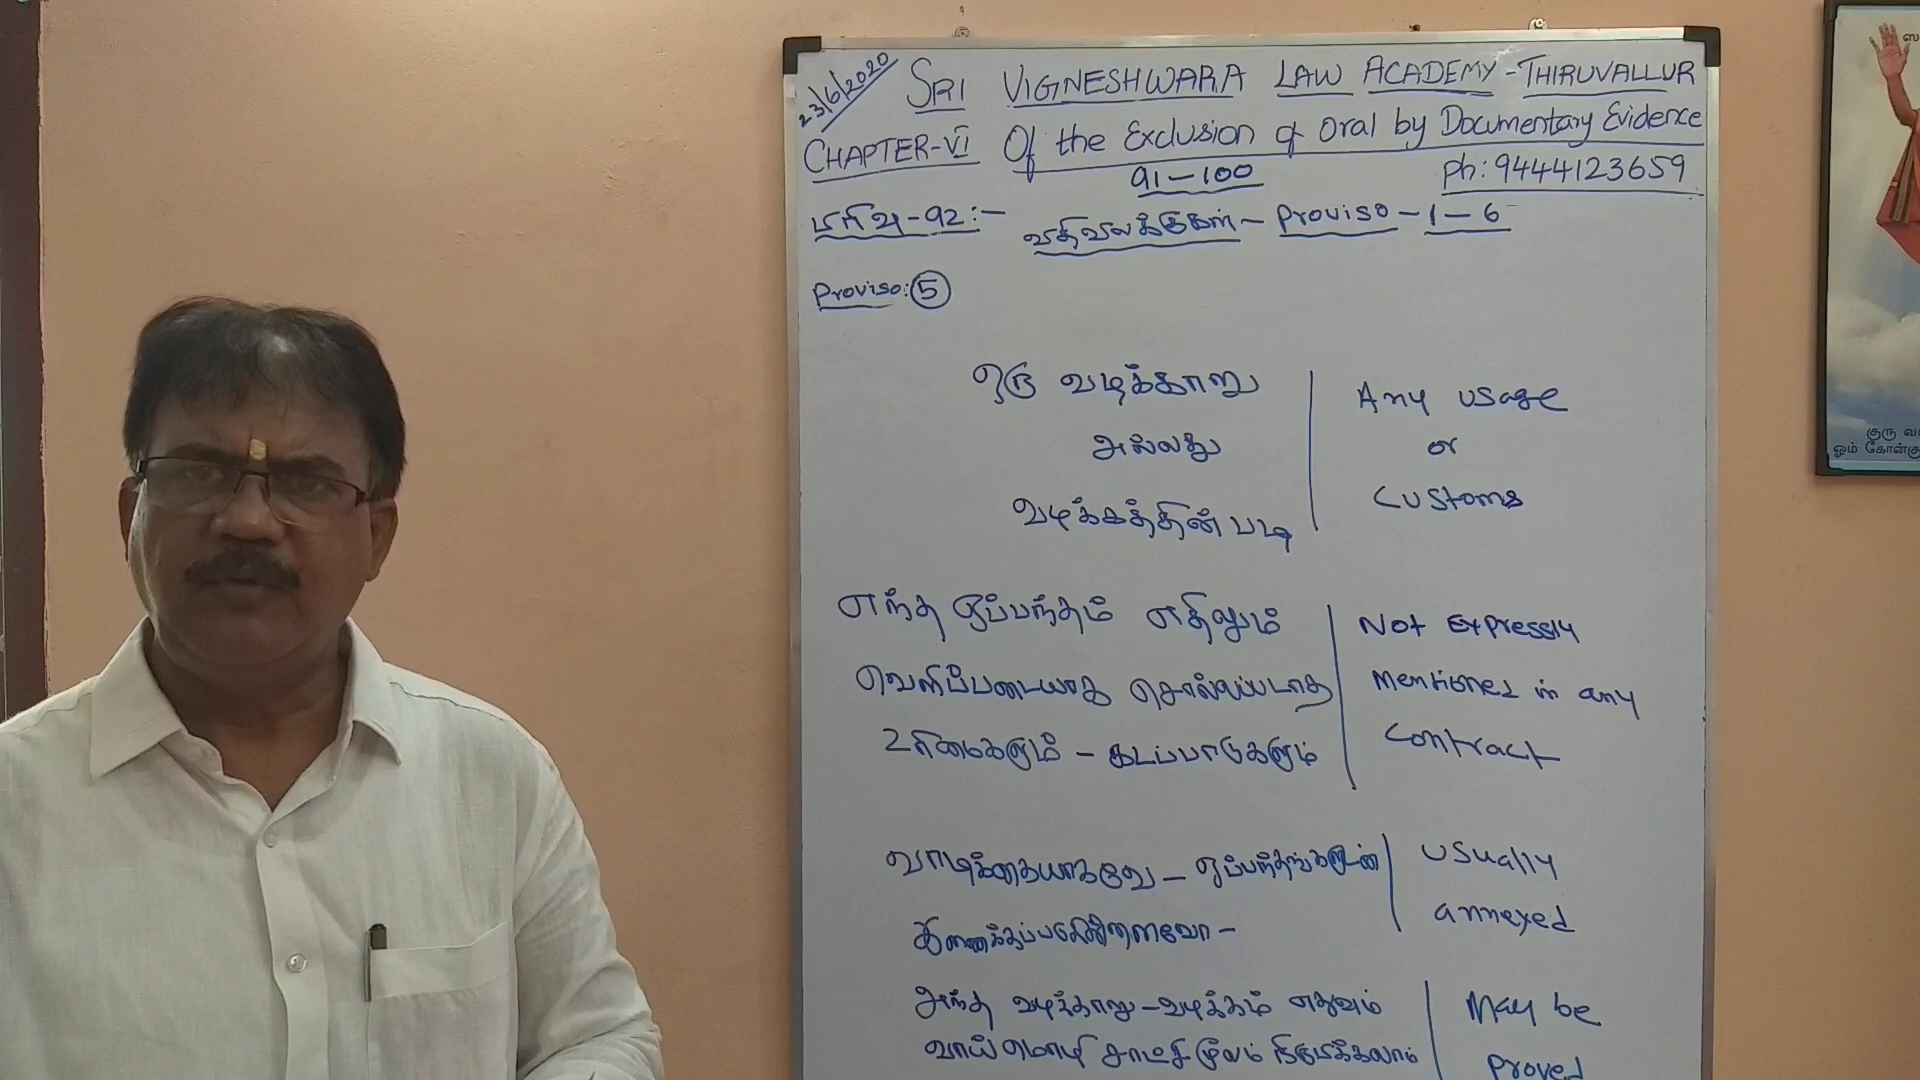 23/6/2020
SRI VIGNESHWARA LAW ACADEMY - THIRUVALLUR
CHAPTER-VI Of the Exclusion of Oral by Documentary Evidence
91-100
Ph: 9444123659
பிரிவு-92:-
விதிவிலக்குகள் - Proviso - 1 - 6
Proviso: 5
ஒரு வழக்காறு
அல்லது
வழக்கத்தின் படி
Any usage
or
Customs
எந்த ஒப்பந்தம் எதிலும்
வெளிப்படையாக சொல்லப்படாத
உரிமைகளும் - கடப்பாடுகளும்
Not Expressly
Mentioned in any
Contract
வாடிக்கையாகவே - ஒப்பந்தங்களுடன்
usually
annexed
அந்த வழக்காறு - வழக்கம் எதுவும்
வாய்மொழி சாட்சி மூலம் நிரூபிக்கலாம்
May be
Proved
குரு
ஓம்